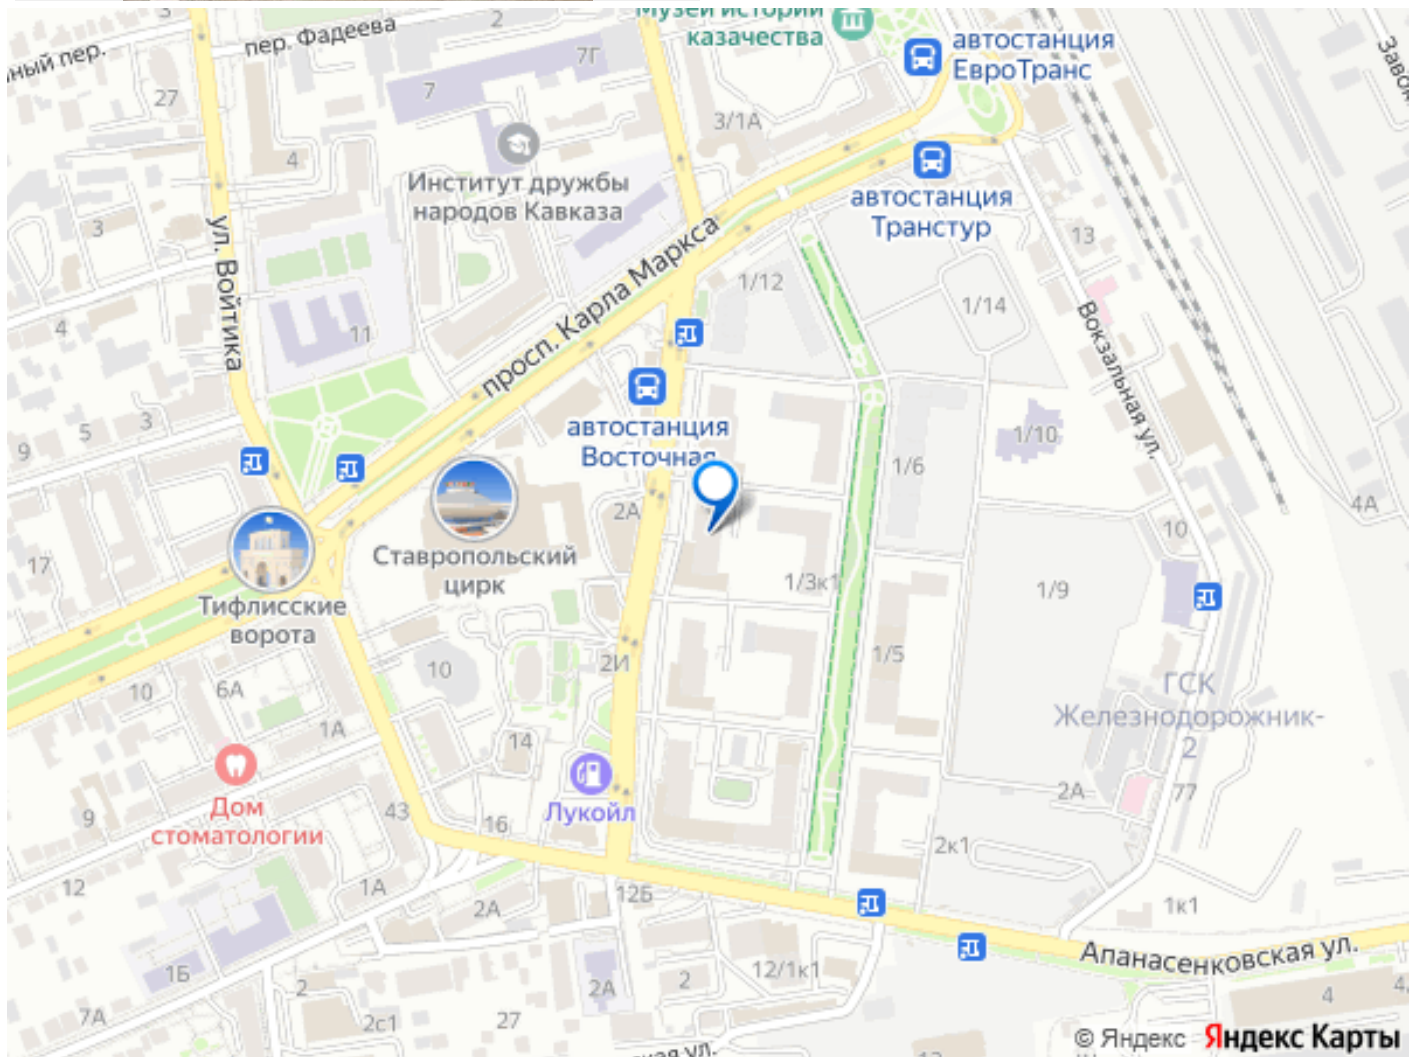 Музей истории
казачества
автостанция
ЕвроТранс
пер. Фадеева
2
3
3
7Г
7
27
4
3/1А
Институт дружбы
народов Кавказа
автостанция
Транстур
ул. Войтика
3
13
1/12
1/14
просп. Карла Маркса
Вокзальная ул.
4
11
автостанция
Восточная
9
5
3
1/10
1/6
4А
2А
10
Ставропольский
цирк
17
1/3к1
1/9
Тифлисские
ворота
10
6А
10
2И
1/5
ГСК
Железнодорожник-
2
1А
14
Дом
стоматологии
Лукойл
9
43
16
2А
77
2к1
12
1А
2А
12Б
1к1
Апанасенковская ул.
1Б
2
2А
2
12/1к1
4
7А
2с1
27
© Яндекс Яндекс Карты